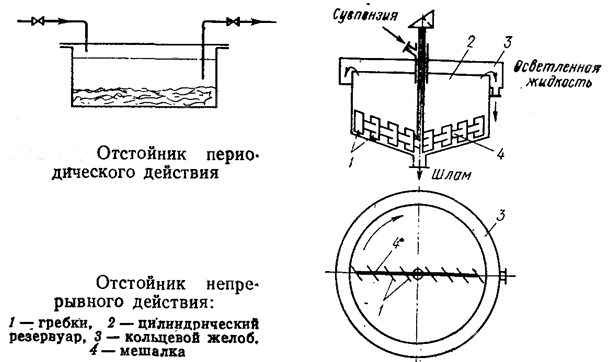 Отстойник перио-
дического действия
Суспензия
3
2
Осветленная
жидкость
1
4
Шлам
3
4
1
Отстойник непре-
рывного действия:
1 — гребки, 2 — цилиндрический
резервуар, 3 — кольцевой желоб.
4 — мешалка